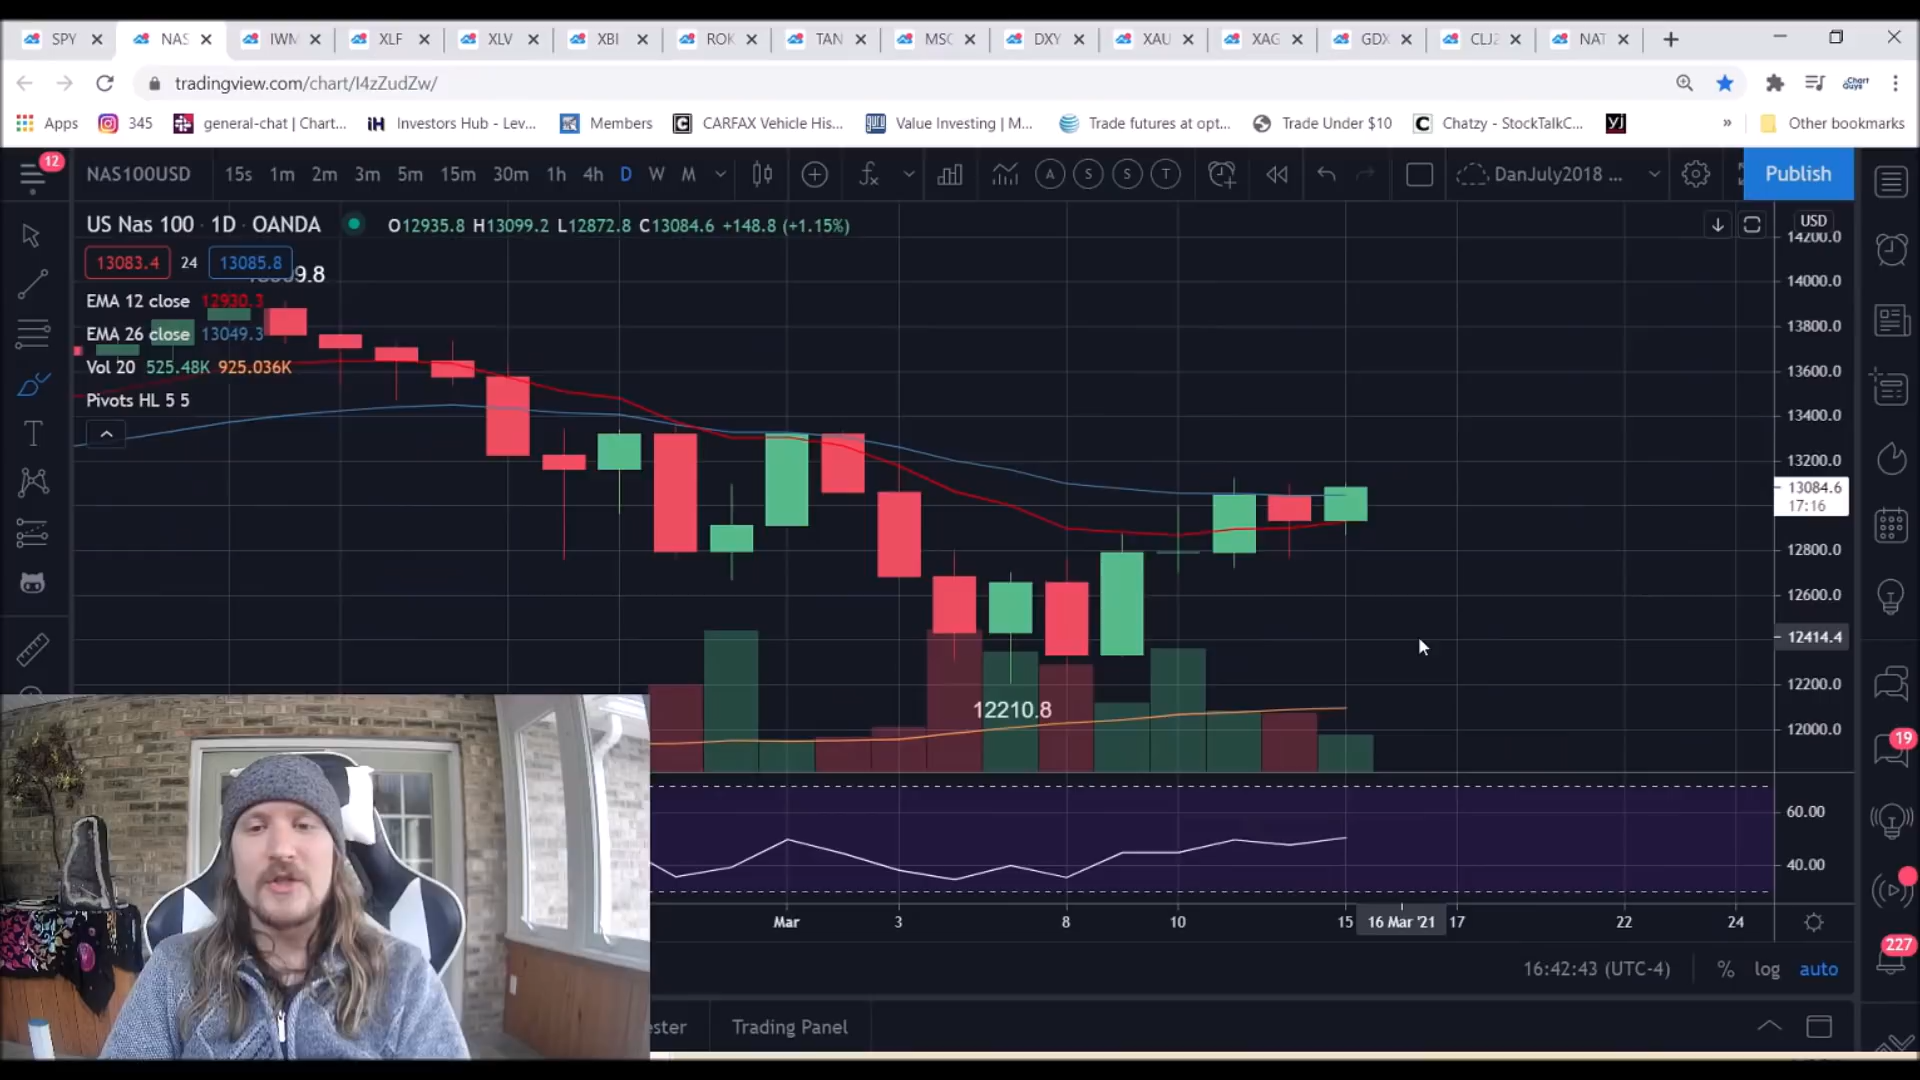 SPY NAS IWM XLF XLV XBI ROK TAN MSC DXY XAU XAG GDX CLJ2 NAT
tradingview.com/chart/I4zZudZw/
Apps 345 general-chat | Chart... IH Investors Hub - Lev... Members C CARFAX Vehicle His... guru Value Investing | M... Trade futures at opt... Trade Under $10 C Chatzy - StockTalkC... yj » Other bookmarks
12 NAS100USD 15s 1m 2m 3m 5m 15m 30m 1h 4h D W M A S S T DanJuly2018 ... Publish
US Nas 100 · 1D · OANDA O12935.8 H13099.2 L12872.8 C13084.6 +148.8 (+1.15%) USD
14200.0
13083.4 24 13085.8
14000.0
EMA 12 close 12930.3
13800.0
EMA 26 close 13049.3
Vol 20 525.48K 925.036K
13600.0
Pivots HL 5 5
13400.0
13200.0
13084.6
17:16
12800.0
12600.0
12414.4
12200.0
12210.8
12000.0
19
60.00
40.00
Mar 3 8 10 15 16 Mar '21 17 22 24
227
16:42:43 (UTC-4) % log auto
ester Trading Panel